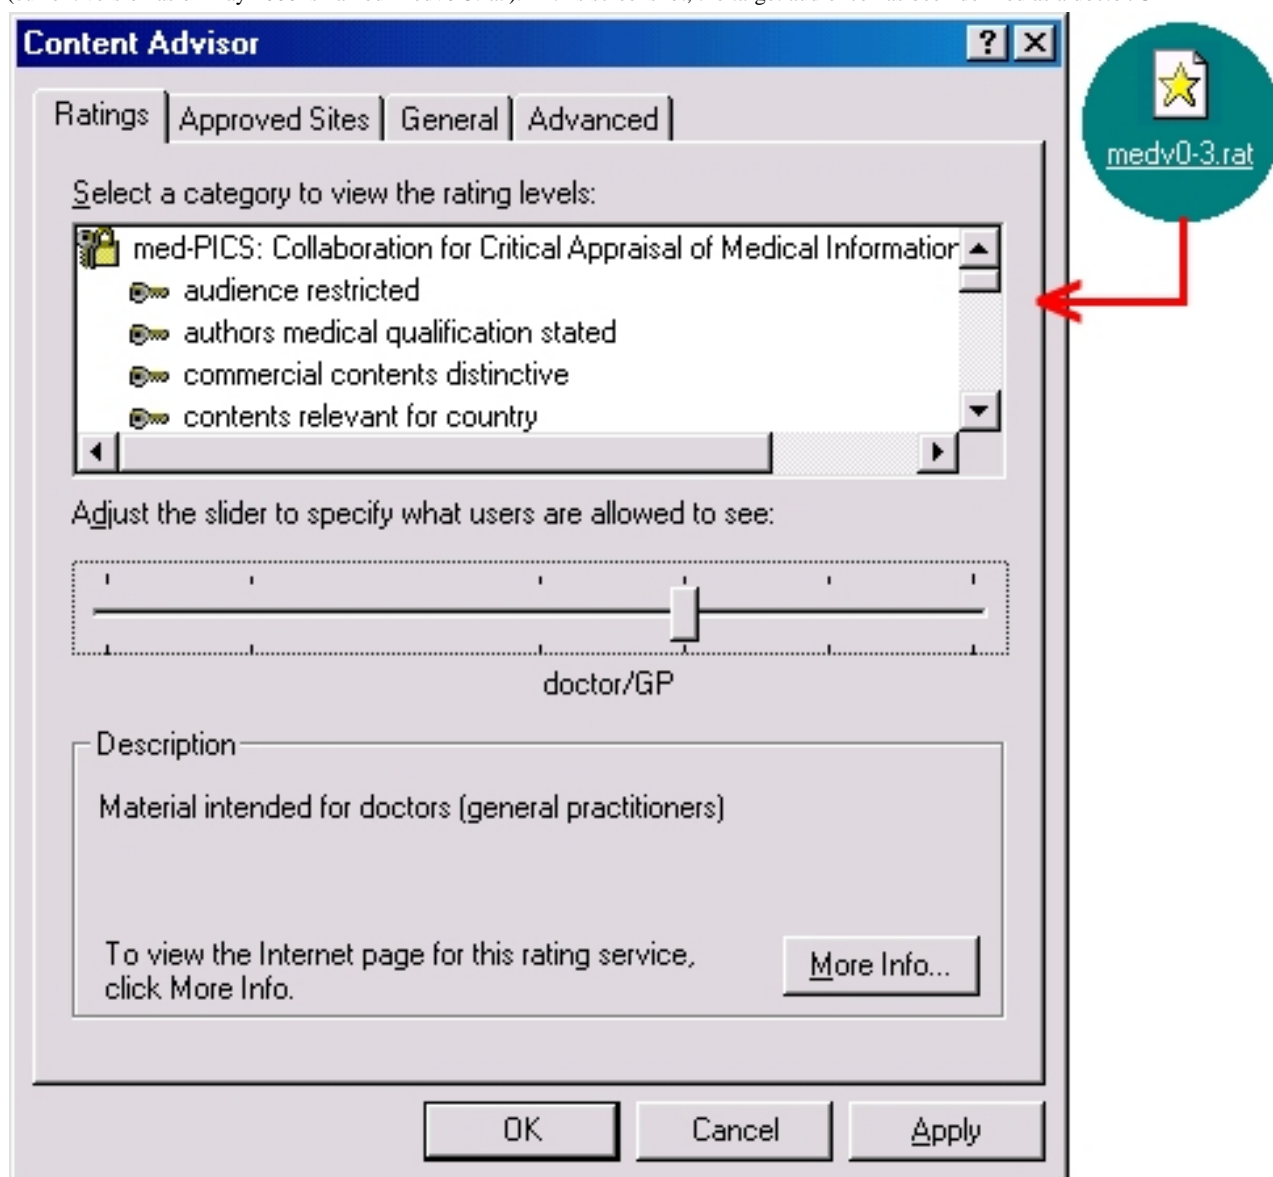 Content Advisor
medv0-3.rat
Ratings Approved Sites General Advanced
Select a category to view the rating levels:
med-PICS: Collaboration for Critical Appraisal of Medical Information
audience restricted
authors medical qualification stated
commercial contents distinctive
contents relevant for country
Adjust the slider to specify what users are allowed to see:
doctor/GP
Description
Material intended for doctors (general practitioners)
To view the Internet page for this rating service,
click More Info.
More Info...
OK Cancel Apply